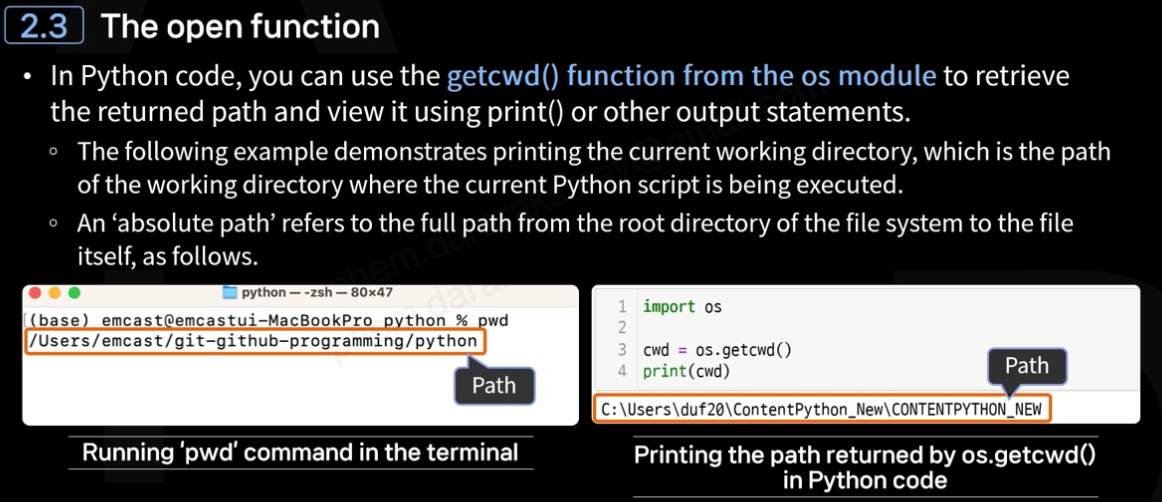 2.3 The open function
• In Python code, you can use the getcwd() function from the os module to retrieve
the returned path and view it using print() or other output statements.
◦ The following example demonstrates printing the current working directory, which is the path
of the working directory where the current Python script is being executed.
◦ An ‘absolute path’ refers to the full path from the root directory of the file system to the file
itself, as follows.
python — -zsh — 80×47
[(base) emcast@emcastui-MacBookPro python % pwd
/Users/emcast/git-github-programming/python
Path
Running ‘pwd’ command in the terminal
1 import os
2
3 cwd = os.getcwd()
4 print(cwd)
Path
C:\Users\duf20\ContentPython_New\CONTENTPYTHON_NEW
Printing the path returned by os.getcwd()
in Python code